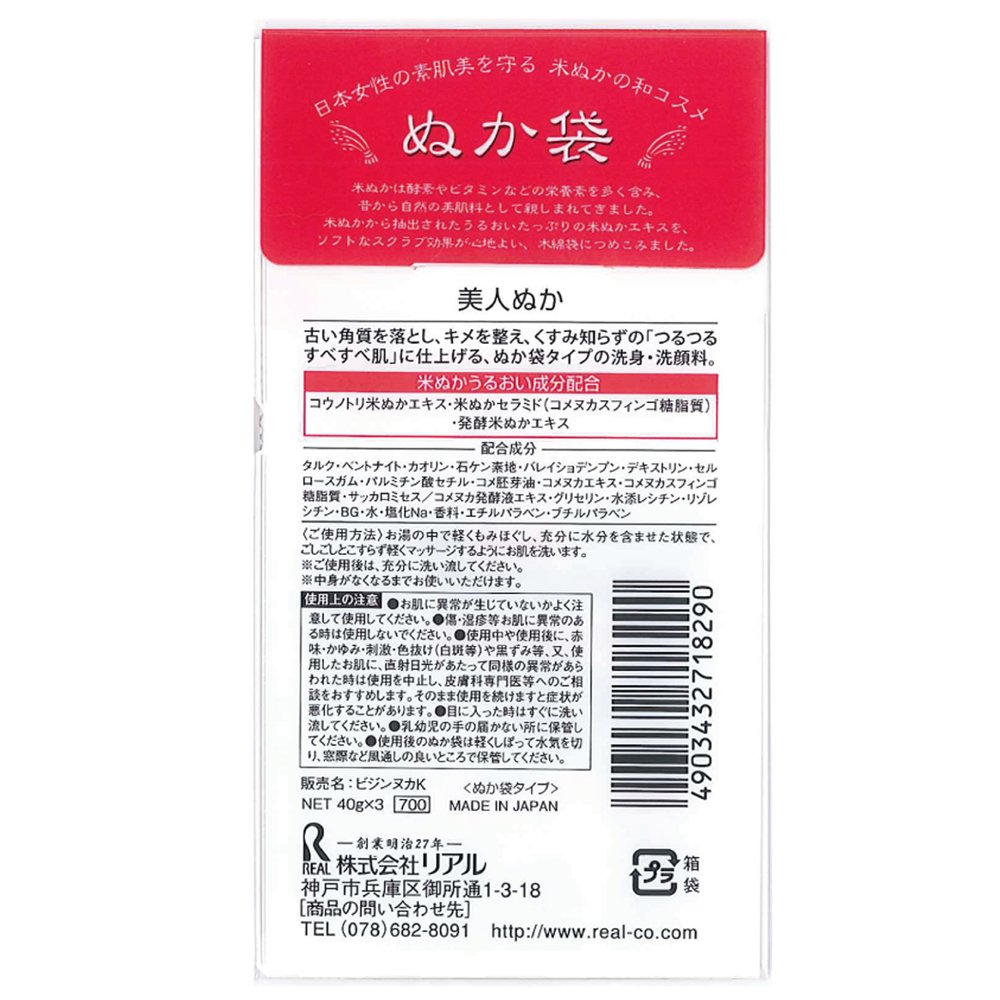 日本女性の素肌美を守る 米ぬかの和コスメ
ぬか袋
米ぬかは酵素やビタミンなどの栄養素を多く含み、
昔から自然の美肌料として親しまれてきました。
米ぬかから抽出されたうるおいたっぷりの米ぬかエキスを、
ソフトなスクラブ効果が心地よい、木綿袋につめこみました。
美人ぬか
古い角質を落とし、キメを整え、くすみ知らずの「つるつる
すべすべ肌」に仕上げる、ぬか袋タイプの洗身・洗顔料。
米ぬかうるおい成分配合
コウノトリ米ぬかエキス・米ぬかセラミド（コメヌカスフィンゴ糖脂質）
・発酵米ぬかエキス
配合成分
タルク・ベントナイト・カオリン・石ケン素地・バレイショデンプン・デキストリン・セル
ロースガム・パルミチン酸セチル・コメ胚芽油・コメヌカエキス・コメヌカスフィンゴ
糖脂質・サッカロミセス／コメヌカ発酵液エキス・グリセリン・水添レシチン・リゾレ
シチン・BG・水・塩化Na・香料・エチルパラベン・ブチルパラベン
〈ご使用方法〉お湯の中で軽くもみほぐし、充分に水分を含ませた状態で、
ごしごしとこすらず軽くマッサージするようにお肌を洗います。
※ご使用後は、充分に洗い流してください。
※中身がなくなるまでお使いいただけます。
使用上の注意 ●お肌に異常が生じていないかよく注
意して使用してください。●傷・湿疹等お肌に異常のあ
る時は使用しないでください。●使用中や使用後に、赤
味・かゆみ・刺激・色抜け(白斑等)や黒ずみ等、又、使
用したお肌に、直射日光があたって同様の異常があら
われた時は使用を中止し、皮膚科専門医等へのご相
談をおすすめします。そのまま使用を続けますと症状が
悪化することがあります。●目に入った時はすぐに洗い
流してください。●乳幼児の手の届かない所に保管し
てください。●使用後のぬか袋は軽くしぼって水気を切
り、窓際など風通しの良いところで保管してください。
4903432718290
販売名：ビジンヌカK 〈ぬか袋タイプ〉
NET 40g×3 700 MADE IN JAPAN
REAL
創業明治27年
株式会社リアル
神戸市兵庫区御所通1-3-18
[商品の問い合わせ先]
TEL (078)682-8091 http://www.real-co.com
プラ
箱
袋